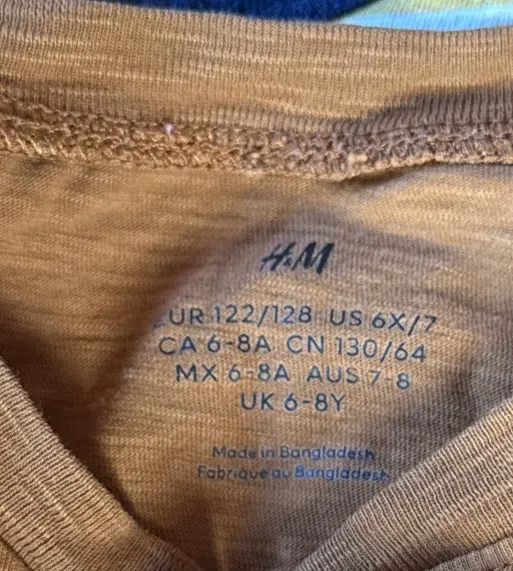 H&M
EUR 122/128 US 6X/7
CA 6-8A CN 130/64
MX 6-8A AUS 7-8
UK 6-8Y
Made in Bangladesh
Fabriqué au Bangladesh